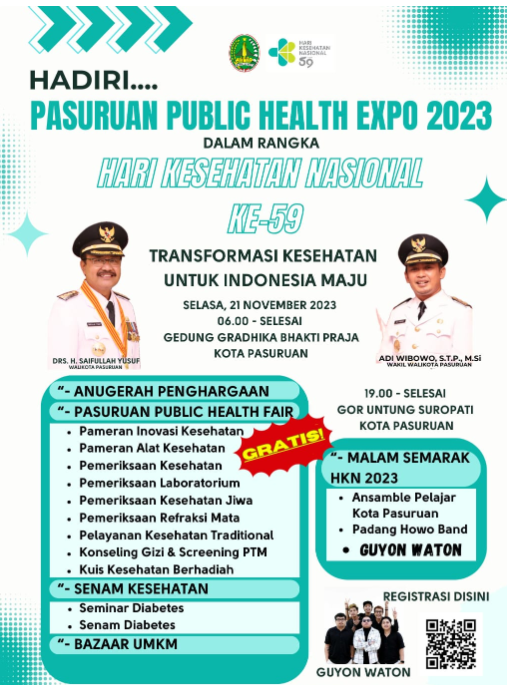 HARI
KESEHATAN
NASIONAL
59
HADIRI....
PASURUAN PUBLIC HEALTH EXPO 2023
DALAM RANGKA
HARI KESEHATAN NASIONAL
KE-59
TRANSFORMASI KESEHATAN
UNTUK INDONESIA MAJU
SELASA, 21 NOVEMBER 2023
06.00 - SELESAI
GEDUNG GRADHIKA BHAKTI PRAJA
KOTA PASURUAN
DRS. H. SAIFULLAH YUSUF
WALIKOTA PASURUAN
ADI WIBOWO, S.T.P., M.Si
WAKIL WALIKOTA PASURUAN
"- ANUGERAH PENGHARGAAN
"- PASURUAN PUBLIC HEALTH FAIR
• Pameran Inovasi Kesehatan
• Pameran Alat Kesehatan
• Pemeriksaan Kesehatan
• Pemeriksaan Laboratorium
• Pemeriksaan Kesehatan Jiwa
• Pemeriksaan Refraksi Mata
• Pelayanan Kesehatan Traditional
• Konseling Gizi & Screening PTM
• Kuis Kesehatan Berhadiah
"- SENAM KESEHATAN
• Seminar Diabetes
• Senam Diabetes
"- BAZAAR UMKM
GRATIS!
19.00 - SELESAI
GOR UNTUNG SUROPATI
KOTA PASURUAN
"- MALAM SEMARAK
HKN 2023
• Ansamble Pelajar
Kota Pasuruan
• Padang Howo Band
• GUYON WATON
REGISTRASI DISINI
GUYON WATON